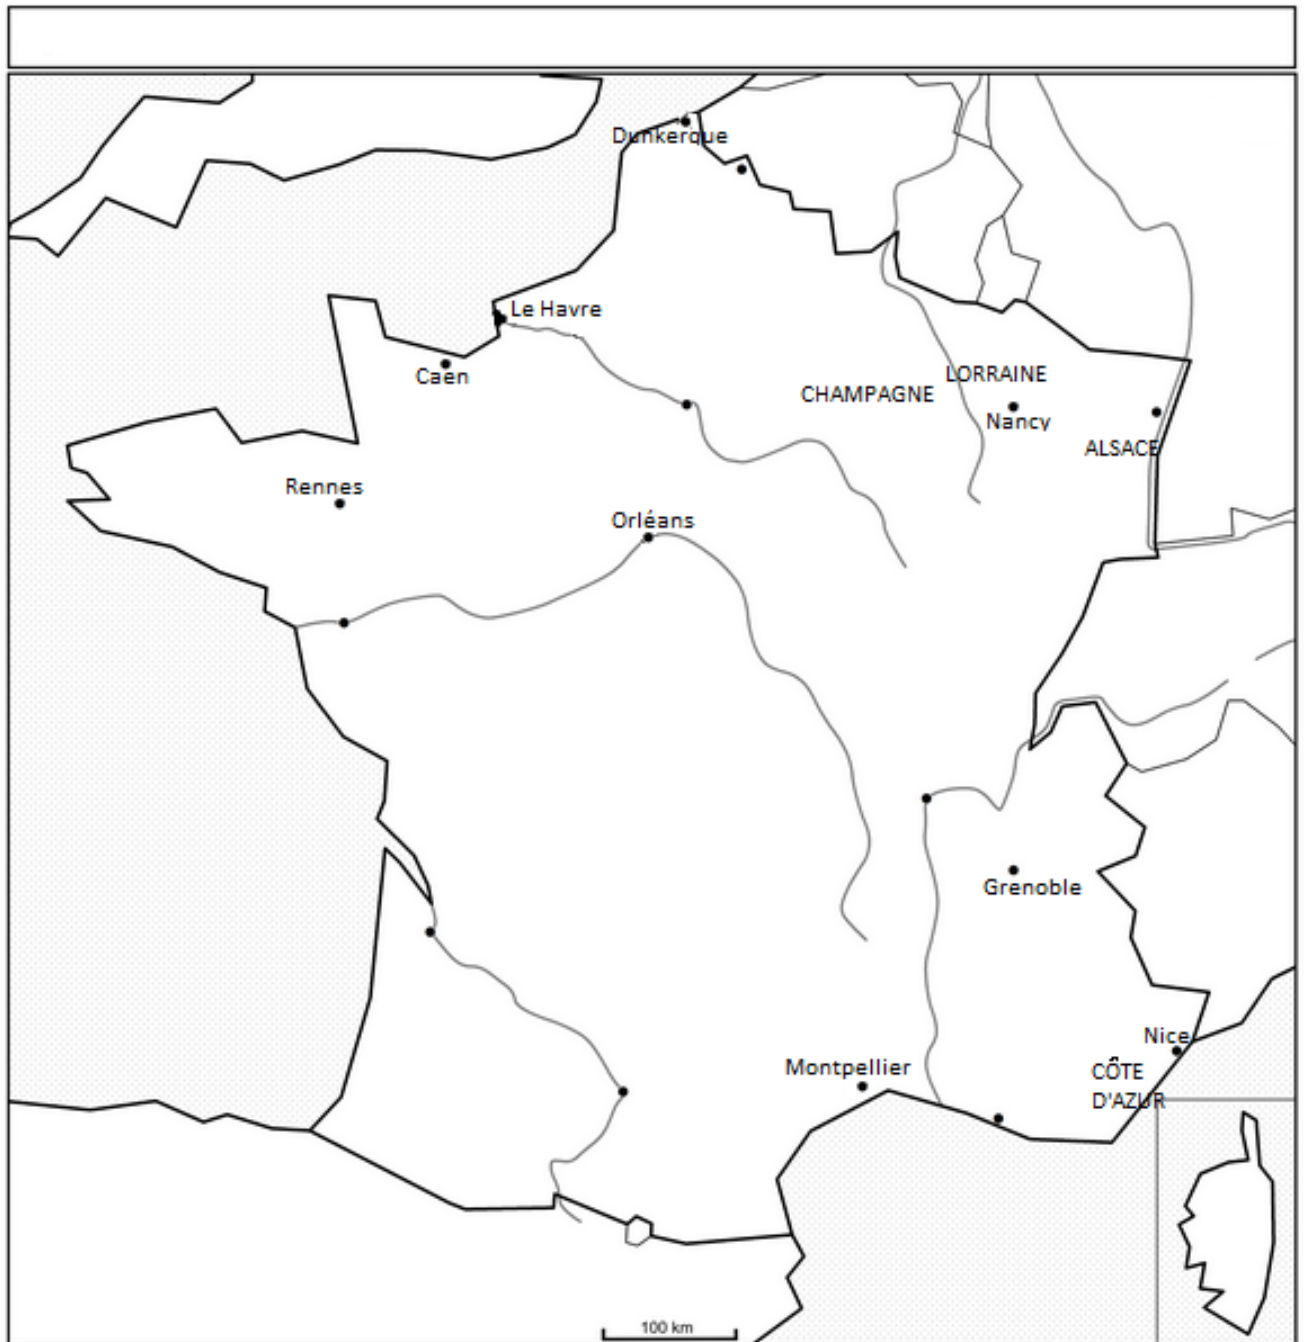 Dunkerque
Le Havre
Caen
CHAMPAGNE
LORRAINE
Nancy
ALSACE
Rennes
Orléans
Grenoble
Nice
Montpellier
CÔTE
D'AZUR
100 km